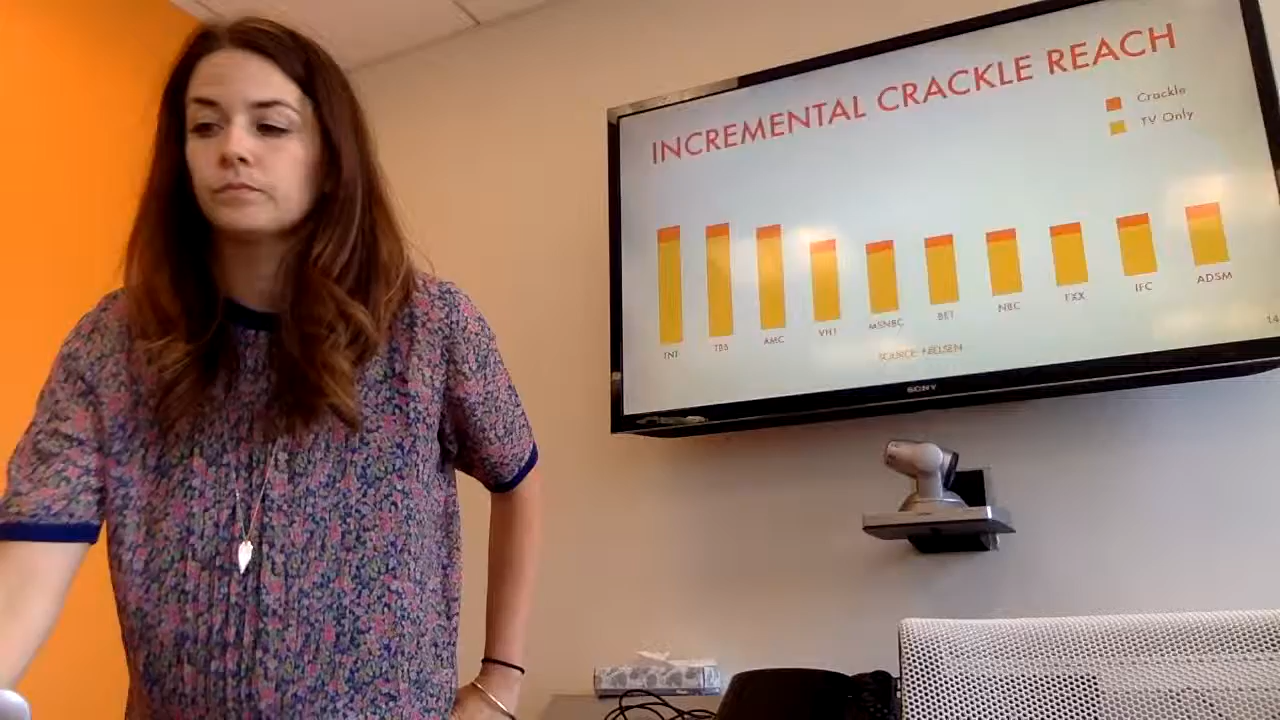 INCREMENTAL CRACKLE REACH
Crackle
TV Only
TNT
TBS
AMC
VH1
MSNBC
BET
NBC
FXX
IFC
ADSM
SOURCE: NIELSEN
14
SONY